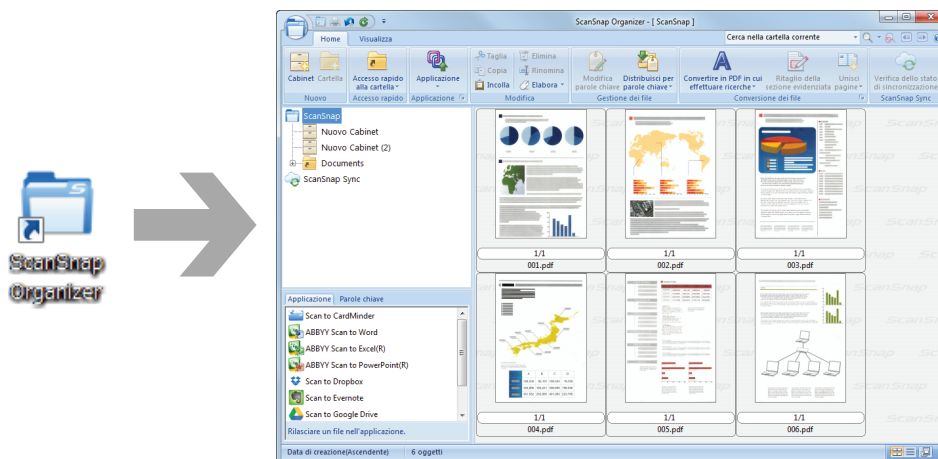 ScanSnap
Organizer
ScanSnap Organizer - [ ScanSnap ]
Home Visualizza
Cerca nella cartella corrente
Cabinet Cartella
Nuovo
Accesso rapido
alla cartella
Accesso rapido
Applicazione
Applicazione
Taglia
Copia
Incolla
Elimina
Rinomina
Elabora
Modifica
Modifica
parole chiave
Distribuisci per
parole chiave
Gestione dei file
Convertire in PDF in cui
effettuare ricerche
Ritaglio della
sezione evidenziata
Unisci
pagine
Conversione dei file
Verifica dello stato
di sincronizzazione
ScanSnap Sync
ScanSnap
Nuovo Cabinet
Nuovo Cabinet (2)
Documents
ScanSnap Sync
1/1 1/1 1/1
001.pdf 002.pdf 003.pdf
Applicazione Parole chiave
Scan to CardMinder
ABBYY Scan to Word
ABBYY Scan to Excel(R)
ABBYY Scan to PowerPoint(R)
Scan to Dropbox
Scan to Evernote
Scan to Google Drive
Rilasciare un file nell'applicazione.
1/1 1/1 1/1
004.pdf 005.pdf 006.pdf
Data di creazione(Ascendente) 6 oggetti